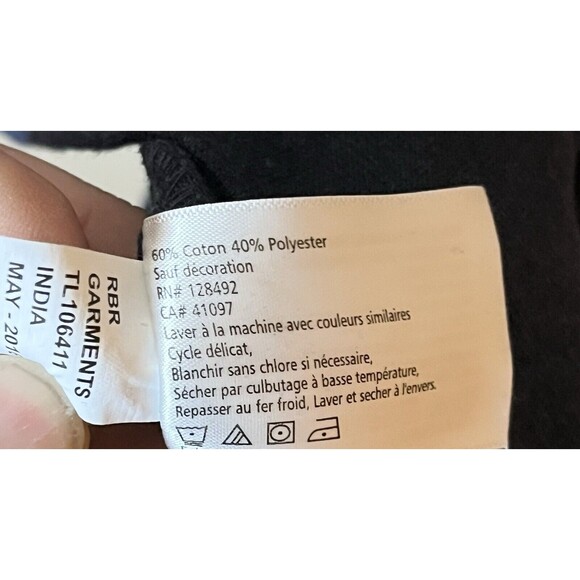 60% Coton 40% Polyester
Sauf décoration
RN# 128492
CA# 41097
Laver à la machine avec couleurs similaires
Cycle délicat,
Blanchir sans chlore si nécessaire,
Sécher par culbutage à basse température,
Repasser au fer froid, Laver et secher à l'envers.
RBR
GARMENTS
TL106411
INDIA
MAY - 201